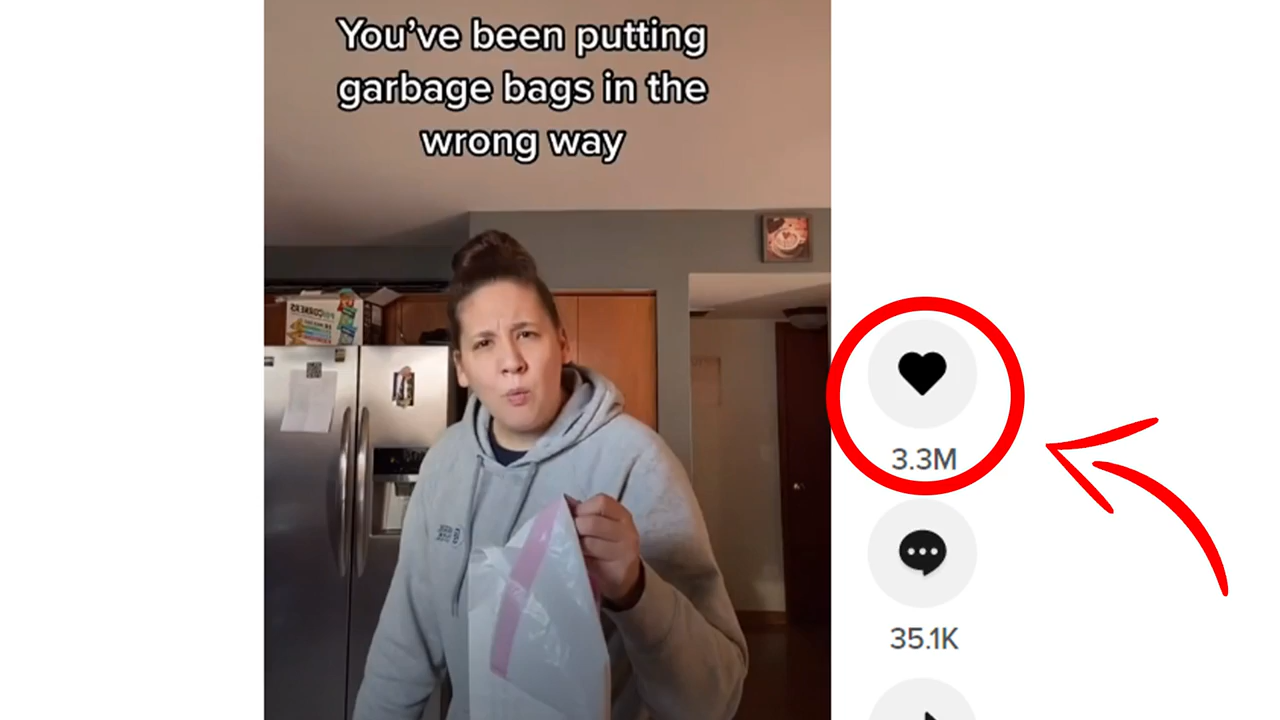 You've been putting
garbage bags in the
wrong way
3.3M
35.1K